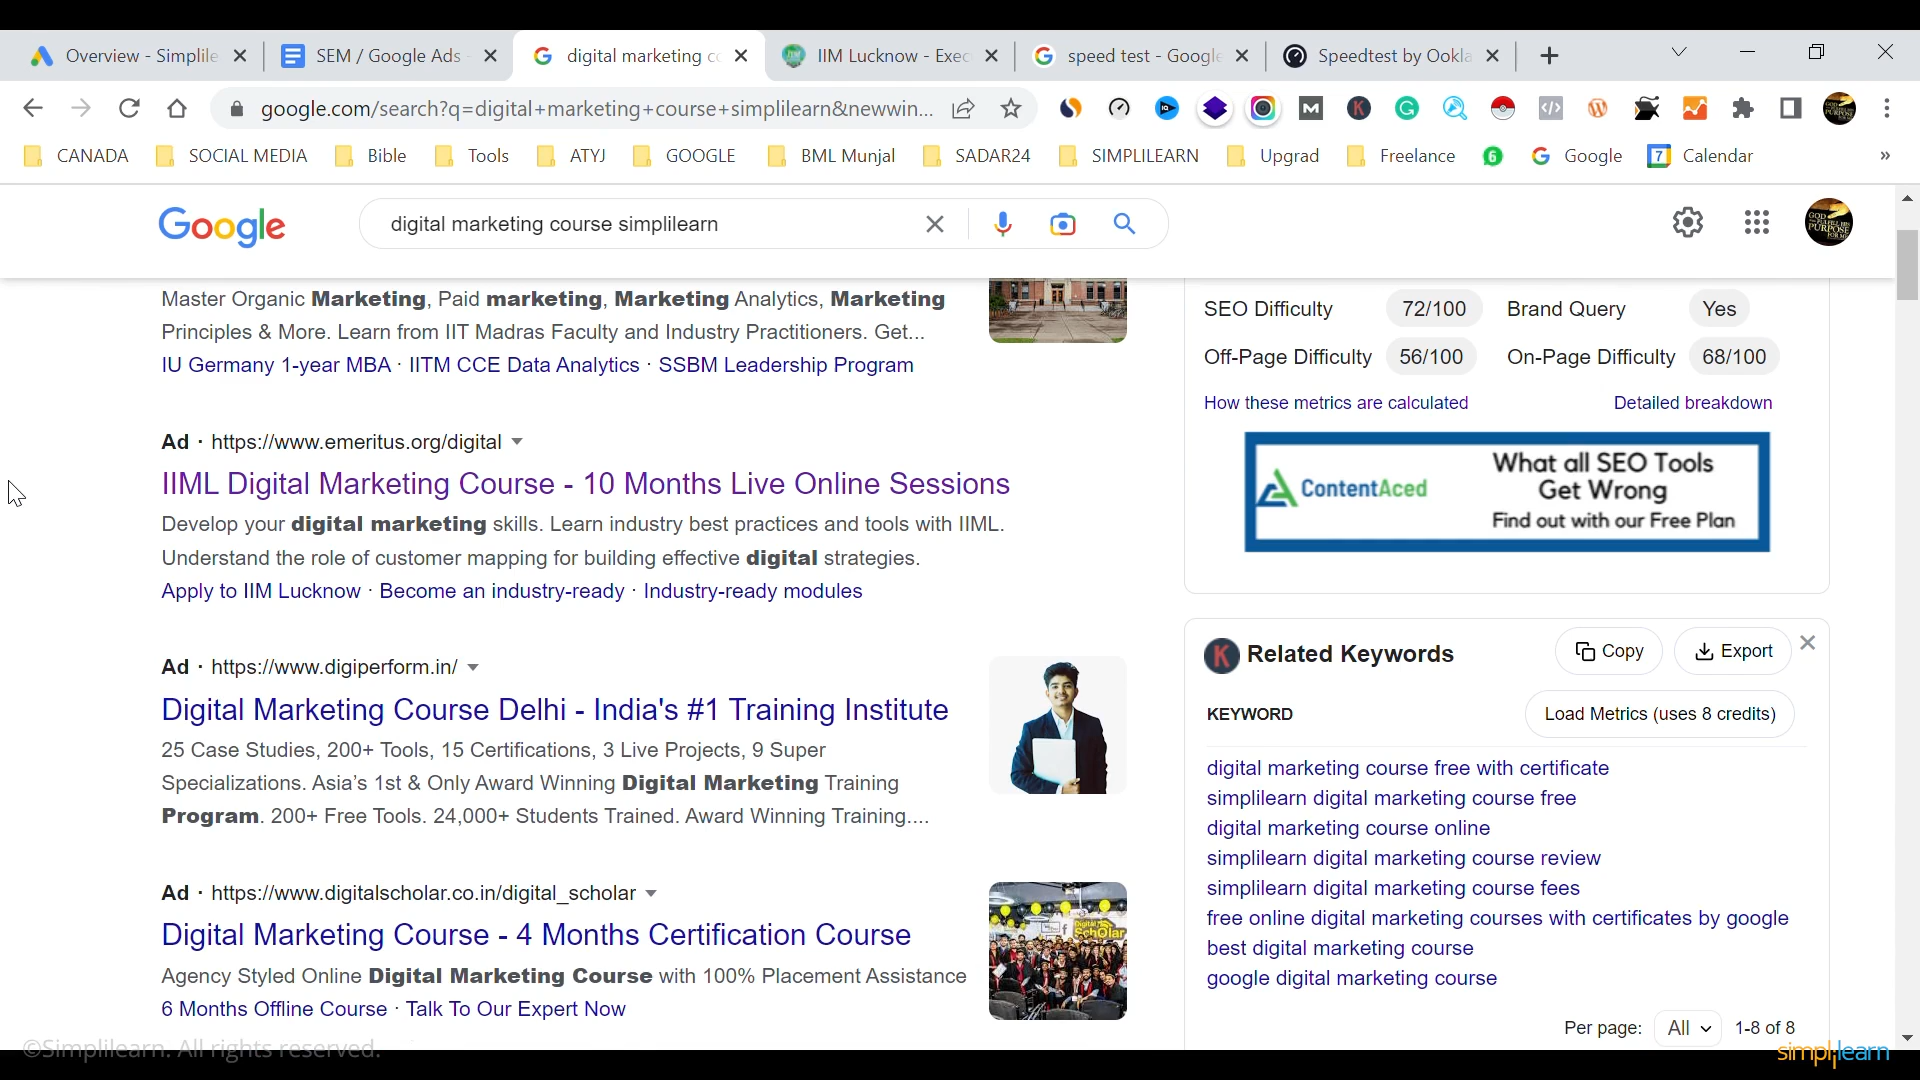 Overview - Simplile
SEM / Google Ads -
digital marketing co
IIM Lucknow - Exec
speed test - Google
Speedtest by Ookla
google.com/search?q=digital+marketing+course+simplilearn&newwin...
CANADA
SOCIAL MEDIA
Bible
Tools
ATYJ
GOOGLE
BML Munjal
SADAR24
SIMPLILEARN
Upgrad
Freelance
Google
7
Calendar
»
Google
digital marketing course simplilearn
Master Organic Marketing, Paid marketing, Marketing Analytics, Marketing
Principles & More. Learn from IIT Madras Faculty and Industry Practitioners. Get...
IU Germany 1-year MBA · IITM CCE Data Analytics · SSBM Leadership Program
Ad · https://www.emeritus.org/digital
IIML Digital Marketing Course - 10 Months Live Online Sessions
Develop your digital marketing skills. Learn industry best practices and tools with IIML.
Understand the role of customer mapping for building effective digital strategies.
Apply to IIM Lucknow · Become an industry-ready · Industry-ready modules
Ad · https://www.digiperform.in/
Digital Marketing Course Delhi - India's #1 Training Institute
25 Case Studies, 200+ Tools, 15 Certifications, 3 Live Projects, 9 Super
Specializations. Asia’s 1st & Only Award Winning Digital Marketing Training
Program. 200+ Free Tools. 24,000+ Students Trained. Award Winning Training....
Ad · https://www.digitalscholar.co.in/digital_scholar
Digital Marketing Course - 4 Months Certification Course
Agency Styled Online Digital Marketing Course with 100% Placement Assistance
6 Months Offline Course · Talk To Our Expert Now
Digital
SchOlar
SEO Difficulty 72/100 Brand Query Yes
Off-Page Difficulty 56/100 On-Page Difficulty 68/100
How these metrics are calculated Detailed breakdown
ContentAced
What all SEO Tools
Get Wrong
Find out with our Free Plan
K Related Keywords Copy Export
KEYWORD Load Metrics (uses 8 credits)
digital marketing course free with certificate
simplilearn digital marketing course free
digital marketing course online
simplilearn digital marketing course review
simplilearn digital marketing course fees
free online digital marketing courses with certificates by google
best digital marketing course
google digital marketing course
Per page: All 1-8 of 8
©Simplilearn. All rights reserved.
simplilearn